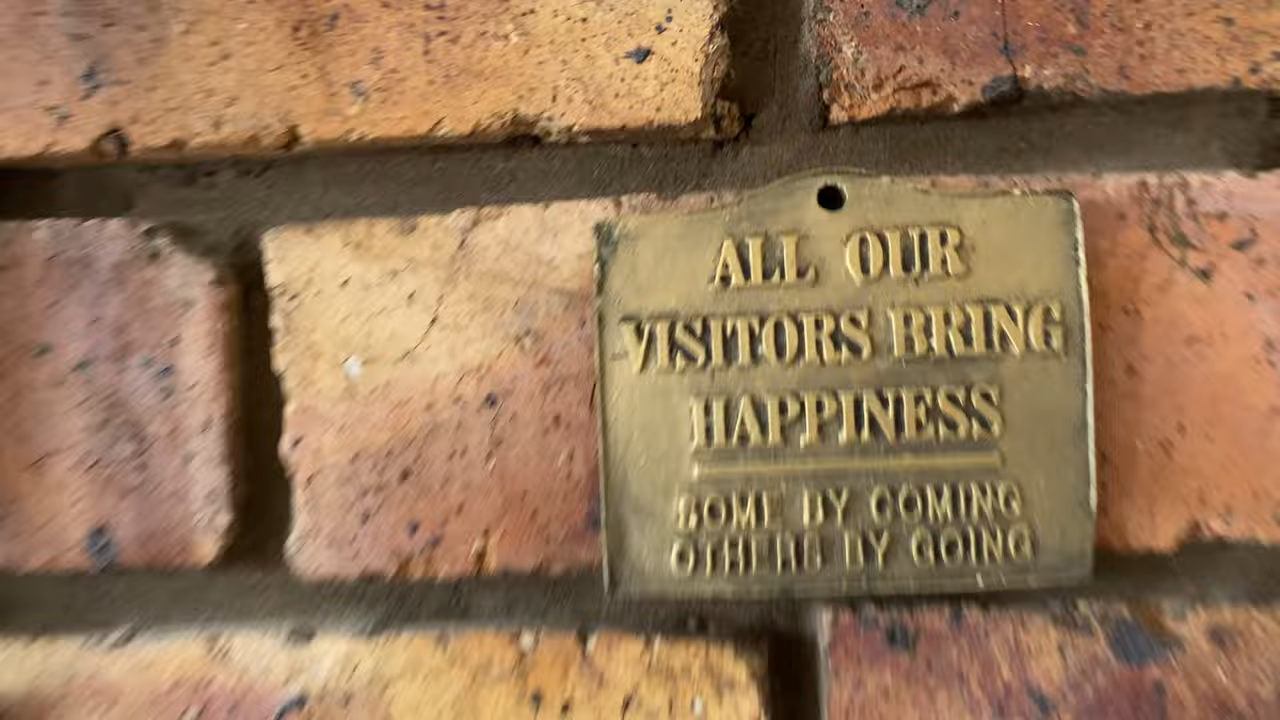 ALL OUR
VISITORS BRING
HAPPINESS
SOME BY COMING
OTHERS BY GOING